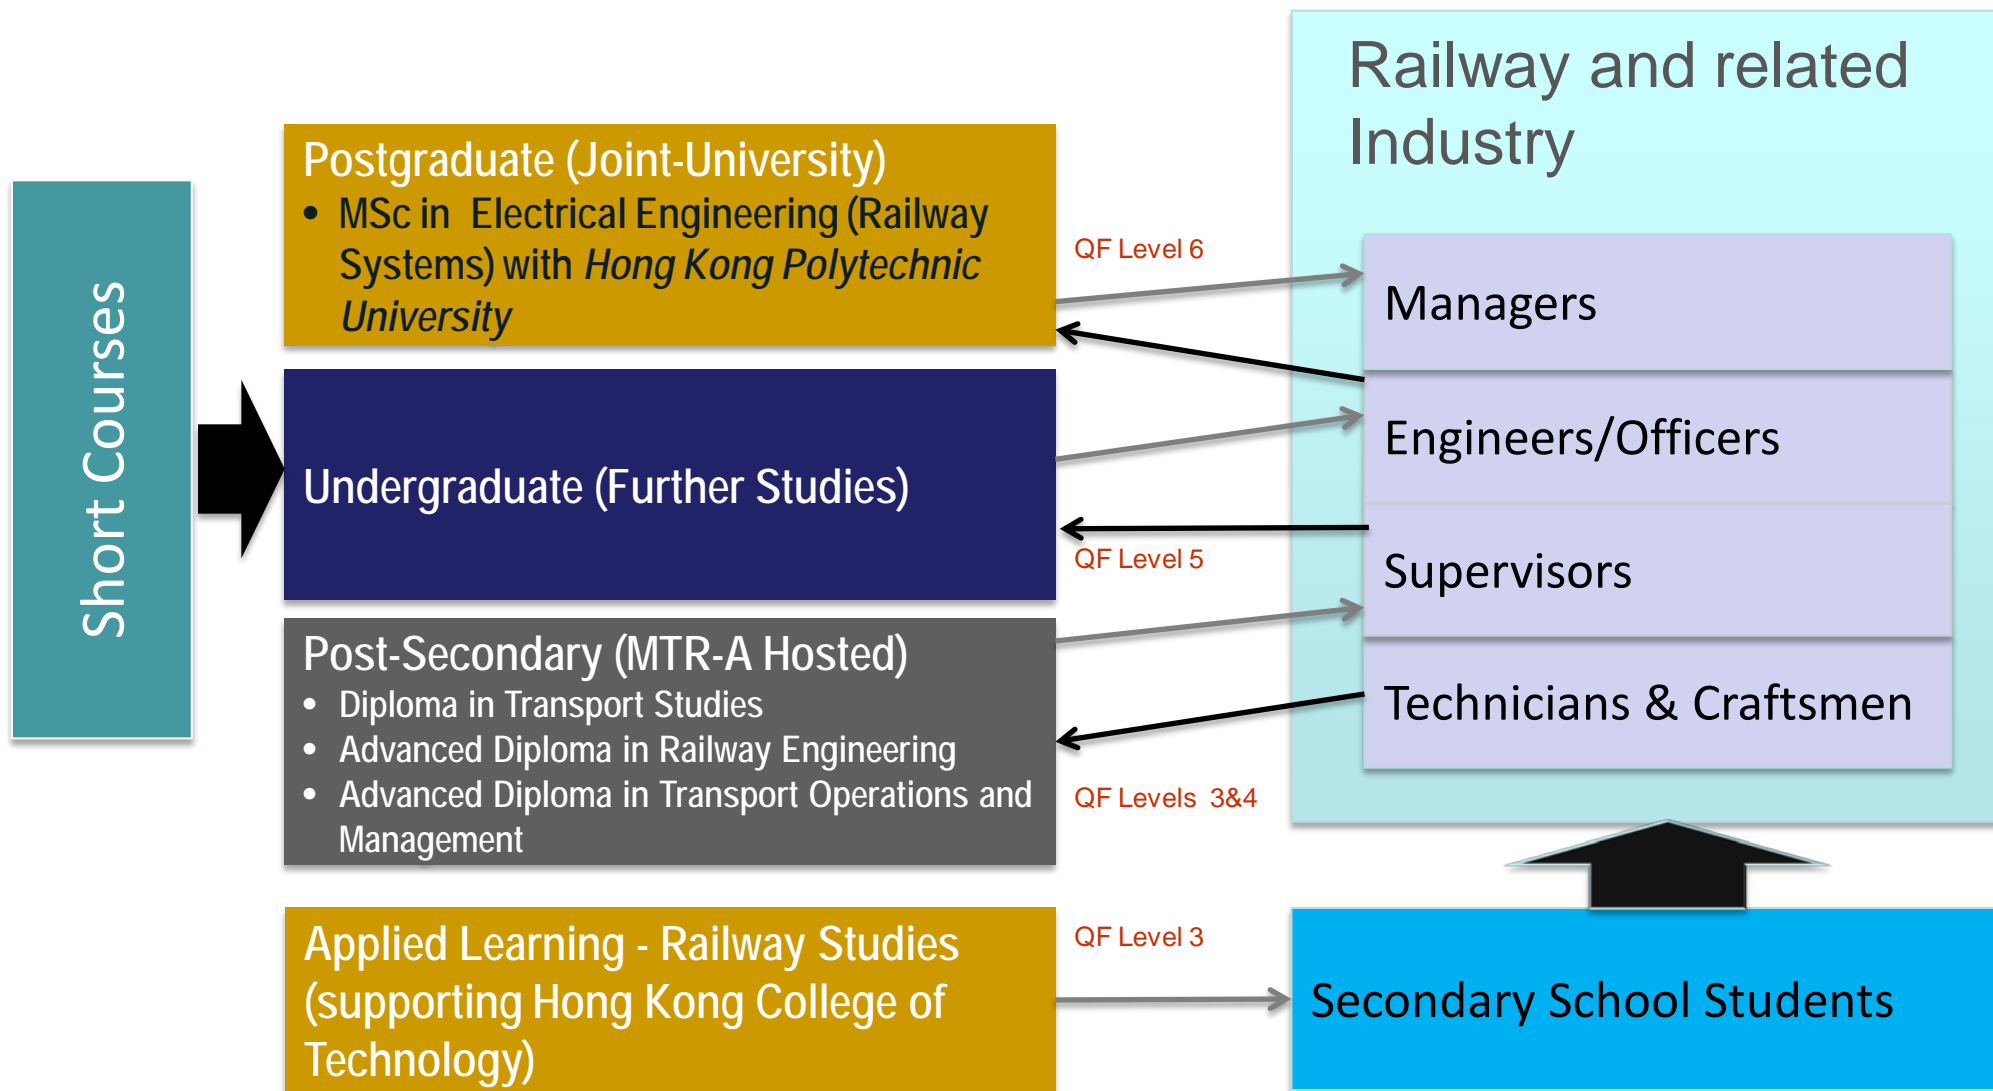 Short Courses
Postgraduate (Joint-University)
• MSc in Electrical Engineering (Railway
Systems) with Hong Kong Polytechnic
University
Undergraduate (Further Studies)
Post-Secondary (MTR-A Hosted)
• Diploma in Transport Studies
• Advanced Diploma in Railway Engineering
• Advanced Diploma in Transport Operations and
Management
Applied Learning - Railway Studies
(supporting Hong Kong College of
Technology)
QF Level 6
QF Level 5
QF Levels 3&4
QF Level 3
Railway and related
Industry
Managers
Engineers/Officers
Supervisors
Technicians & Craftsmen
Secondary School Students